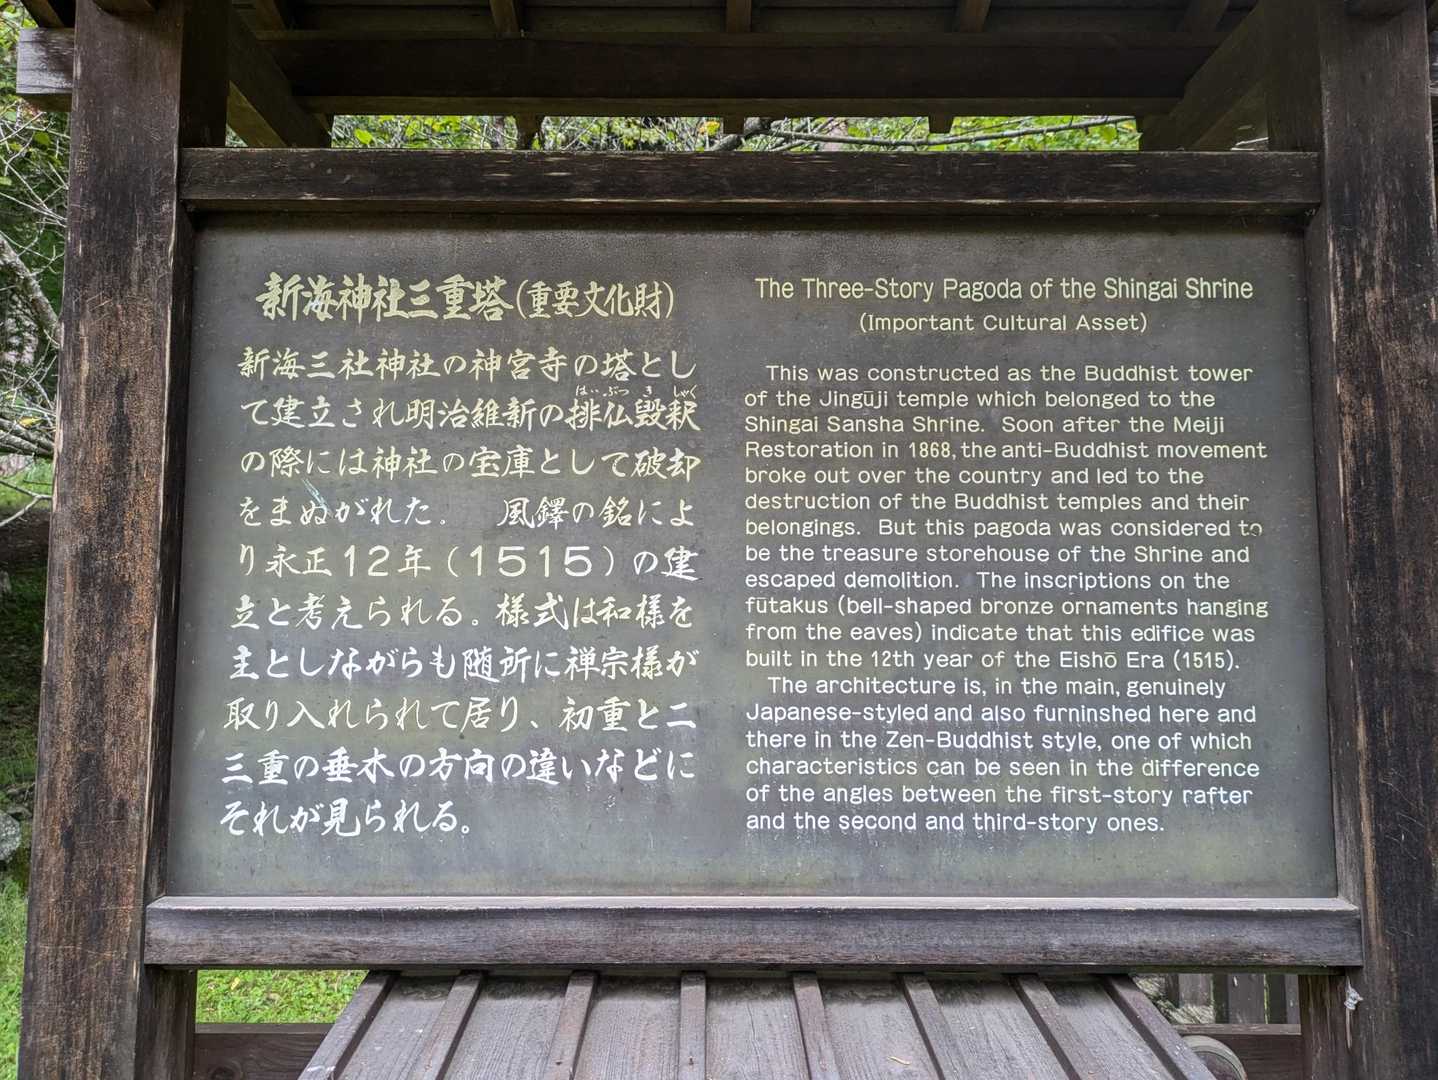 新海神社三重塔(重要文化財)
新海三社神社の神宮寺の塔とし
はいぶつきしゃく
て建立され明治維新の排仏毀釈
の際には神社の宝庫として破却
をまぬがれた。 風鐸の銘によ
り永正12年(1515)の建
立と考えられる。様式は和様を
主としながらも随所に禅宗様が
取り入れられて居り、初重と二
三重の垂木の方向の違いなどに
それが見られる。
The Three-Story Pagoda of the Shingai Shrine
(Important Cultural Asset)
This was constructed as the Buddhist tower
of the Jingūji temple which belonged to the
Shingai Sansha Shrine. Soon after the Meiji
Restoration in 1868, the anti-Buddhist movement
broke out over the country and led to the
destruction of the Buddhist temples and their
belongings. But this pagoda was considered to
be the treasure storehouse of the Shrine and
escaped demolition. The inscriptions on the
fūtakus (bell-shaped bronze ornaments hanging
from the eaves) indicate that this edifice was
built in the 12th year of the Eishō Era (1515).
The architecture is, in the main, genuinely
Japanese-styled and also furninshed here and
there in the Zen-Buddhist style, one of which
characteristics can be seen in the difference
of the angles between the first-story rafter
and the second and third-story ones.